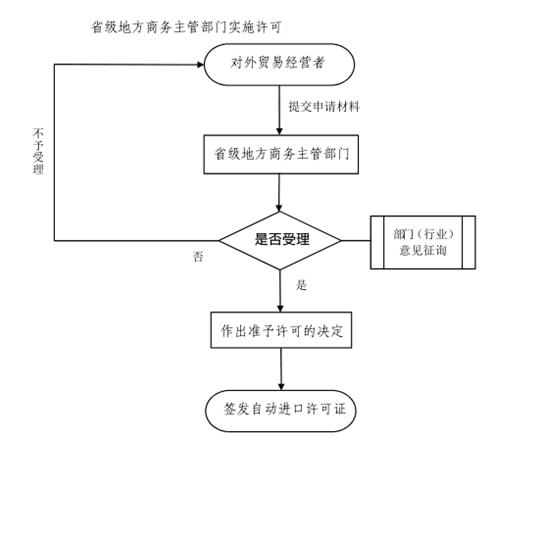 省级地方商务主管部门实施许可
对外贸易经营者
提交申请材料
不予受理
省级地方商务主管部门
是否受理
部门（行业）
意见征询
否
是
作出准予许可的决定
签发自动进口许可证